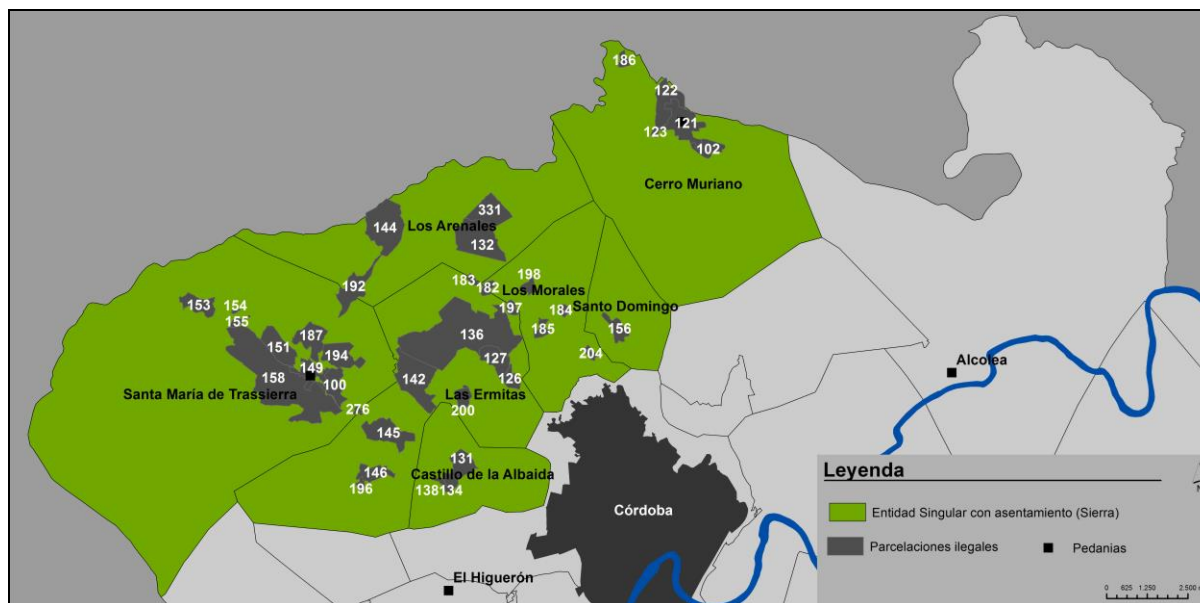 186
122
121
123
102
Cerro Muriano
331
144
Los Arenales
132
198
183
182
192
Los Morales
153
154
197
184
Santo Domingo
155
187
136
185
156
151
194
127
204
149
158
100
142
126
Alcolea
Santa María de Trassierra
Las Ermitas
276
200
145
131
146
Castillo de la Albaida
196
138
134
Córdoba
El Higuerón
Leyenda
Entidad Singular con asentamiento (Sierra)
Parcelaciones ilegales
Pedanias
0 625 1.250 2.500